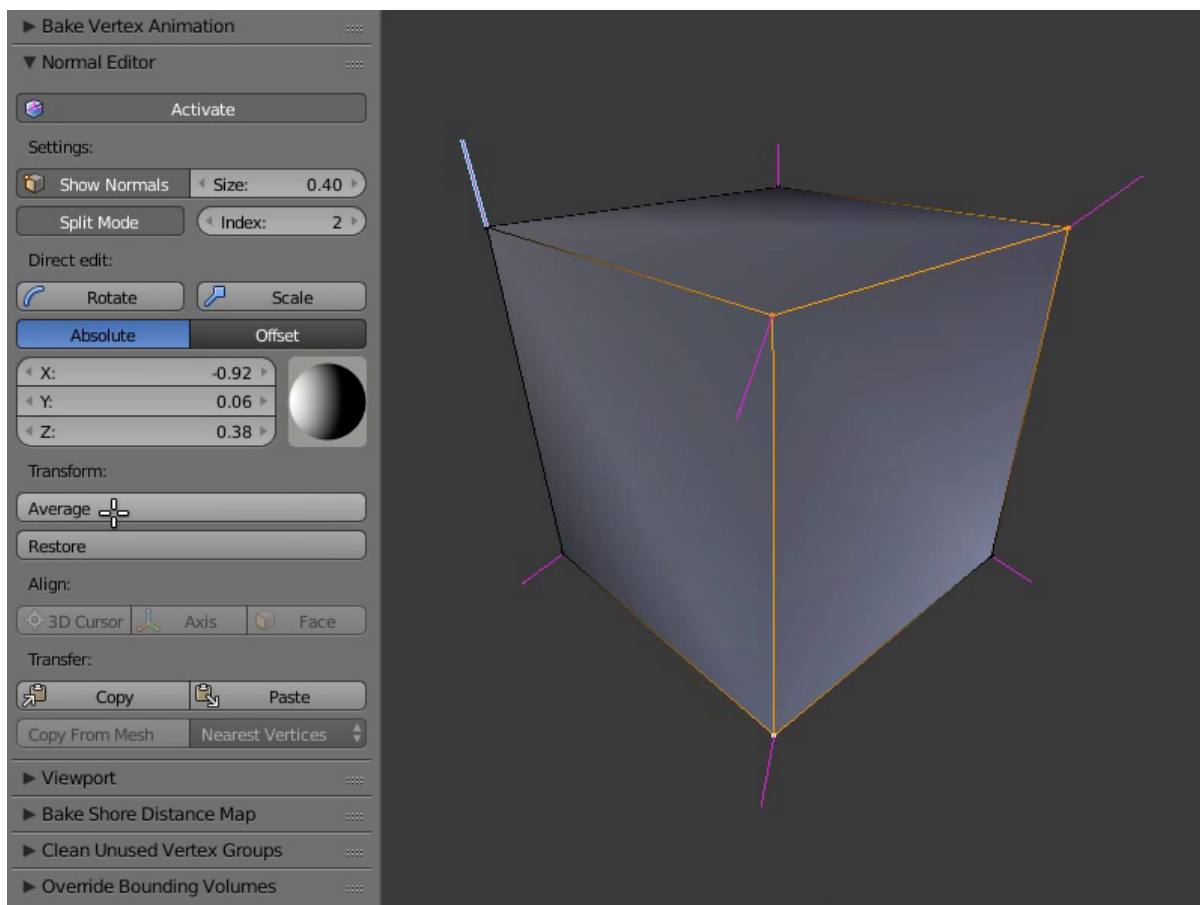 Bake Vertex Animation
Normal Editor
Activate
Settings:
Show Normals Size: 0.40
Split Mode Index: 2
Direct edit:
Rotate Scale
Absolute Offset
X: -0.92
Y: 0.06
Z: 0.38
Transform:
Average
Restore
Align:
3D Cursor Axis Face
Transfer:
Copy Paste
Copy From Mesh Nearest Vertices
Viewport
Bake Shore Distance Map
Clean Unused Vertex Groups
Override Bounding Volumes